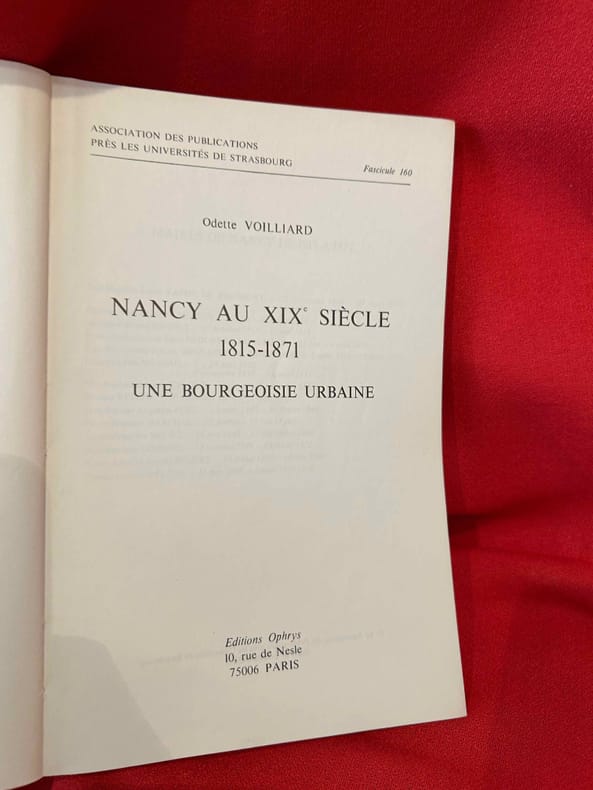 ASSOCIATION DES PUBLICATIONS
PRÈS LES UNIVERSITÉS DE STRASBOURG
Fascicule 160
Odette VOILLIARD
NANCY AU XIXᵉ SIÈCLE
1815-1871
UNE BOURGEOISIE URBAINE
Editions Ophrys
10, rue de Nesle
75006 PARIS